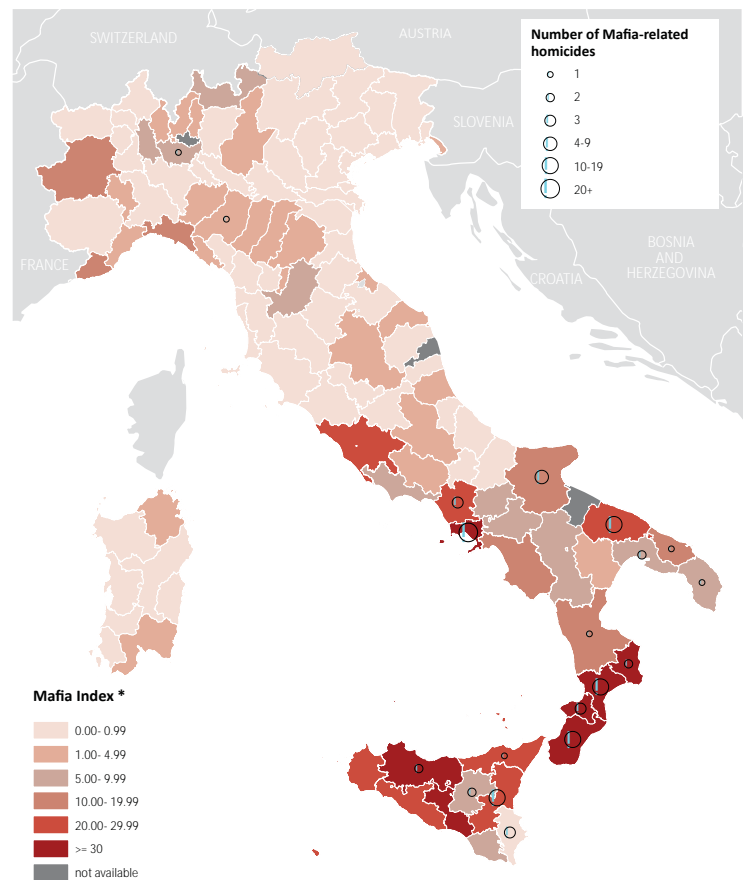 SWITZERLAND
AUSTRIA
SLOVENIA
FRANCE
CROATIA
BOSNIA
AND
HERZEGOVINA
Number of Mafia-related
homicides
1
2
3
4-9
10-19
20+
Mafia Index *
0.00- 0.99
1.00- 4.99
5.00- 9.99
10.00- 19.99
20.00- 29.99
>= 30
not available